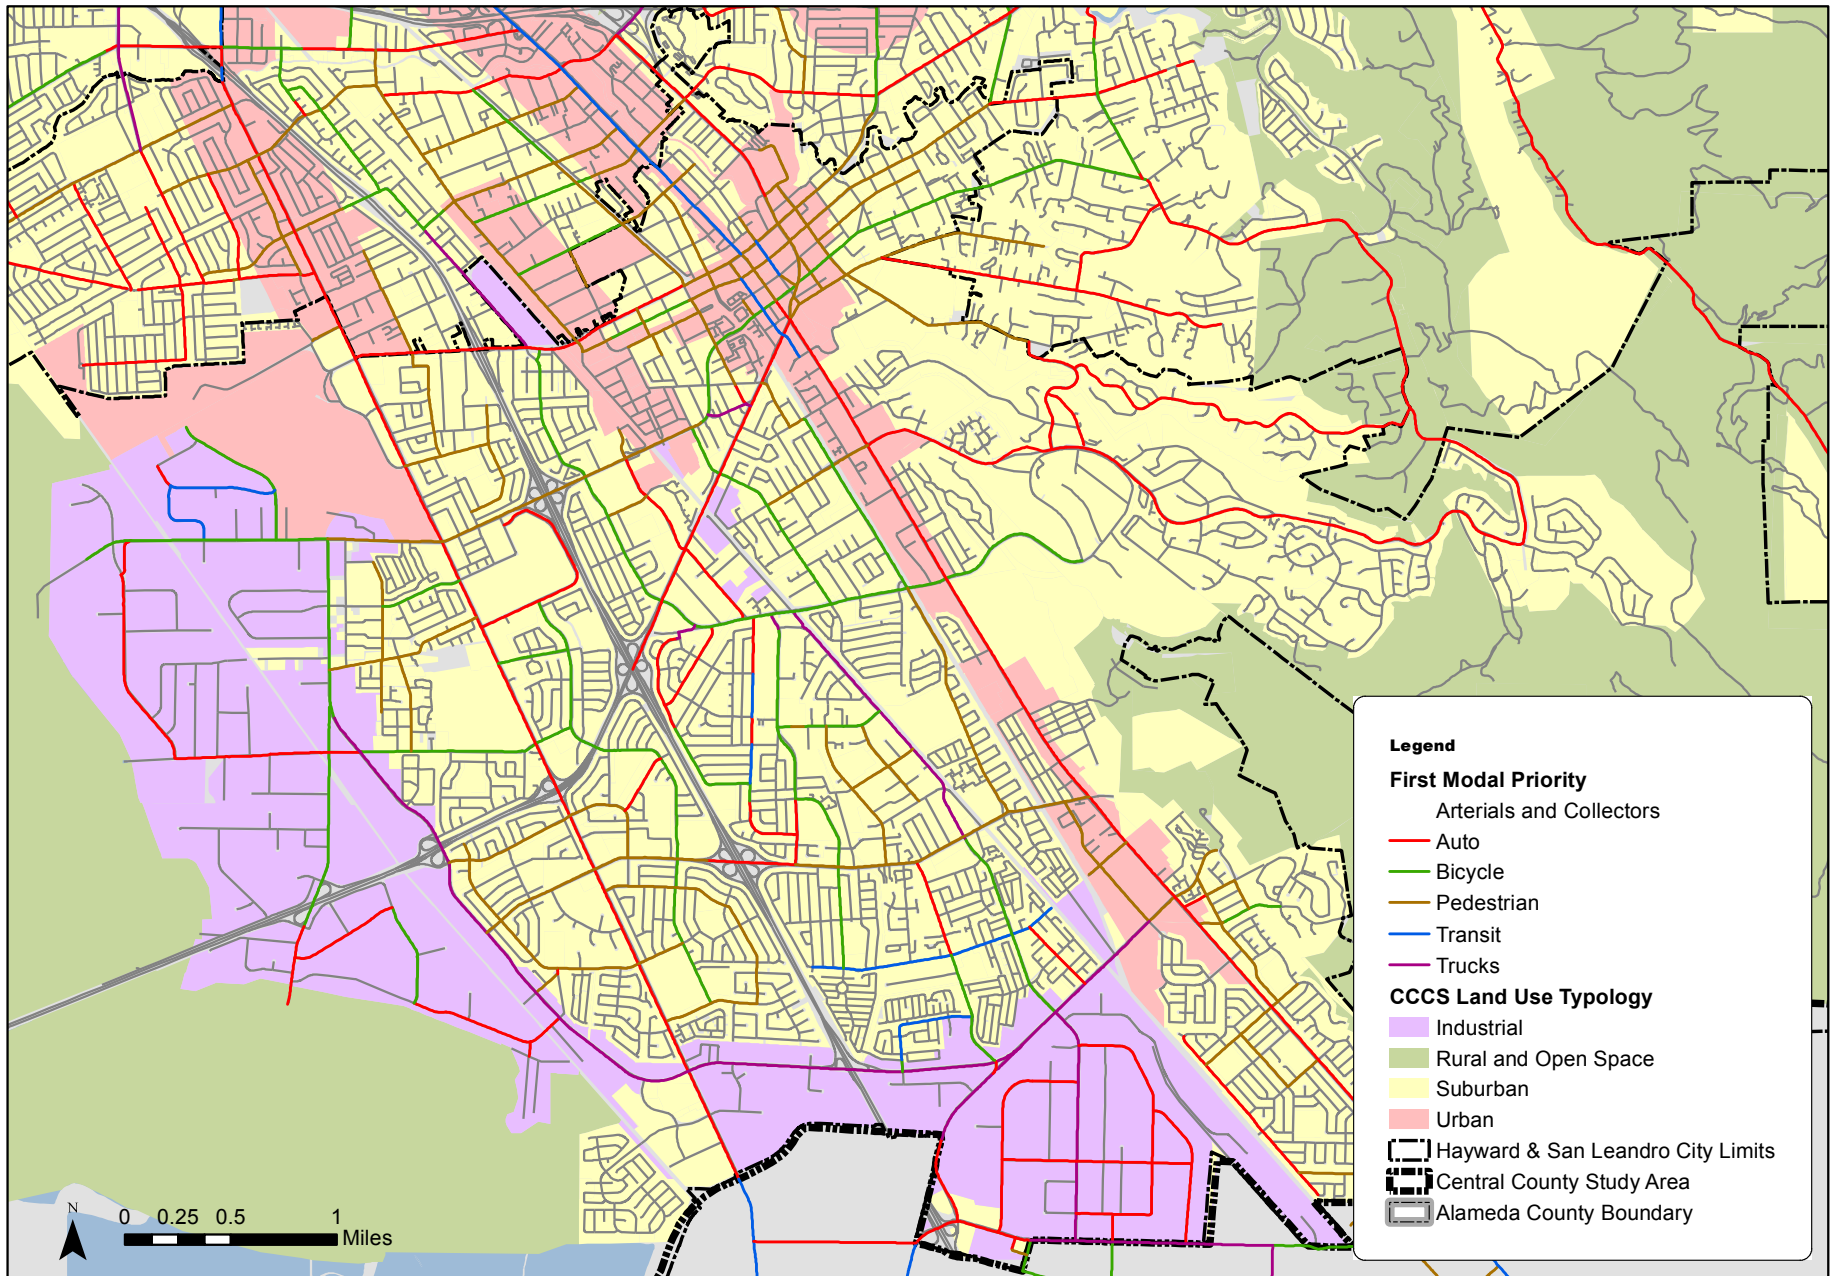 Legend
First Modal Priority
Arterials and Collectors
Auto
Bicycle
Pedestrian
Transit
Trucks
CCCS Land Use Typology
Industrial
Rural and Open Space
Suburban
Urban
Hayward & San Leandro City Limits
Central County Study Area
Alameda County Boundary
N
0 0.25 0.5 1
Miles